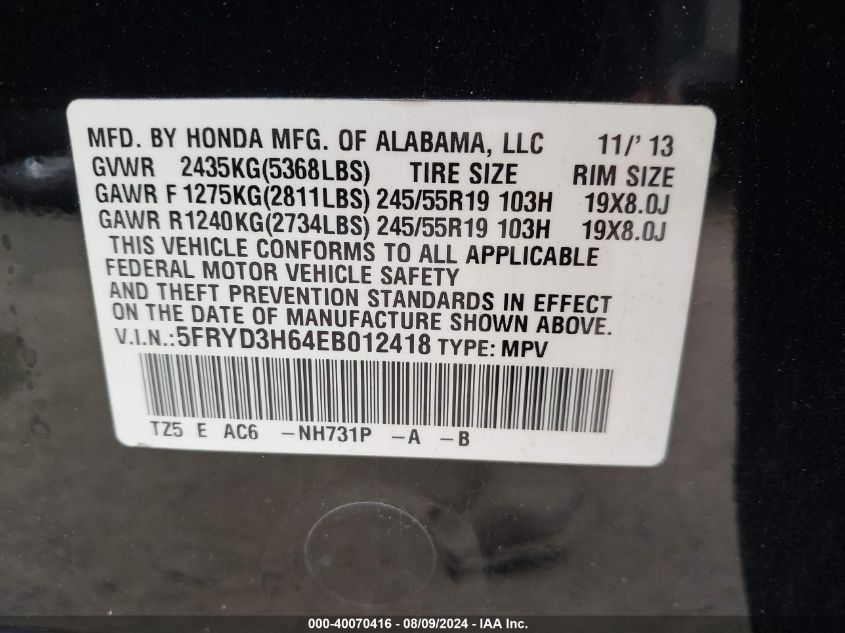 MFD. BY HONDA MFG. OF ALABAMA, LLC 11/' 13
GVWR 2435KG(5368LBS) TIRE SIZE RIM SIZE
GAWR F 1275KG(2811LBS) 245/55R19 103H 19X8.0J
GAWR R1240KG(2734LBS) 245/55R19 103H 19X8.0J
THIS VEHICLE CONFORMS TO ALL APPLICABLE
FEDERAL MOTOR VEHICLE SAFETY
AND THEFT PREVENTION STANDARDS IN EFFECT
ON THE DATE OF MANUFACTURE SHOWN ABOVE.
V.I.N.:5FRYD3H64EB012418 TYPE: MPV
TZ5 E AC6 -NH731P -A -B
000-40070416 - 08/09/2024 - IAA Inc.